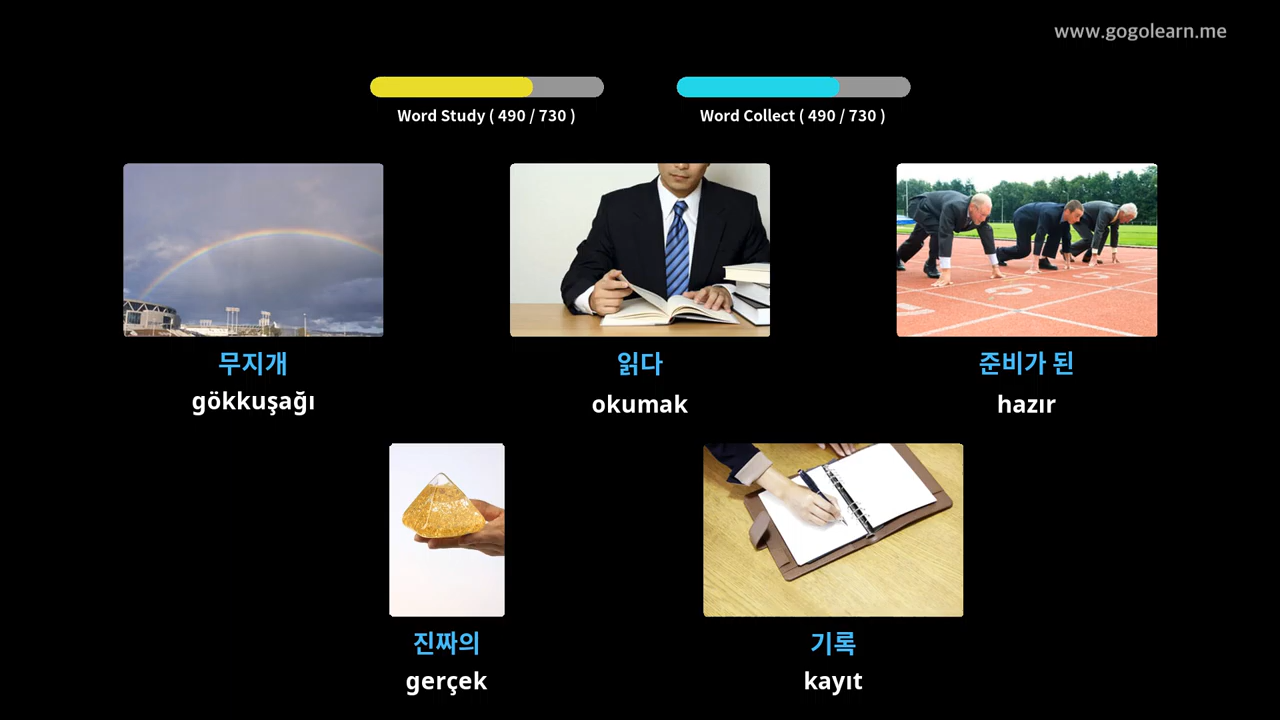 www.gogolearn.me
Word Study ( 490 / 730 )
Word Collect ( 490 / 730 )
무지개
gökkuşağı
읽다
okumak
준비가 된
hazır
진짜의
gerçek
기록
kayıt